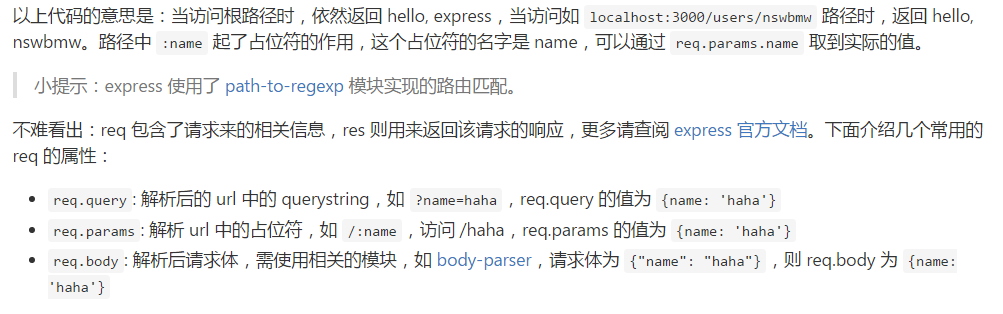 以上代码的意思是：当访问根路径时，依然返回 hello, express，当访问如 localhost:3000/users/nswbmw 路径时，返回 hello,
nswbmw。路径中 :name 起了占位符的作用，这个占位符的名字是 name，可以通过 req.params.name 取到实际的值。
小提示：express 使用了 path-to-regexp 模块实现的路由匹配。
不难看出：req 包含了请求来的相关信息，res 则用来返回该请求的响应，更多请查阅 express 官方文档。下面介绍几个常用的
req 的属性：
• req.query: 解析后的 url 中的 querystring，如 ?name=haha，req.query 的值为 {name: 'haha'}
• req.params: 解析 url 中的占位符，如 /:name，访问 /haha，req.params 的值为 {name: 'haha'}
• req.body: 解析后请求体，需使用相关的模块，如 body-parser，请求体为 {"name": "haha"}，则 req.body 为 {name:
'haha'}